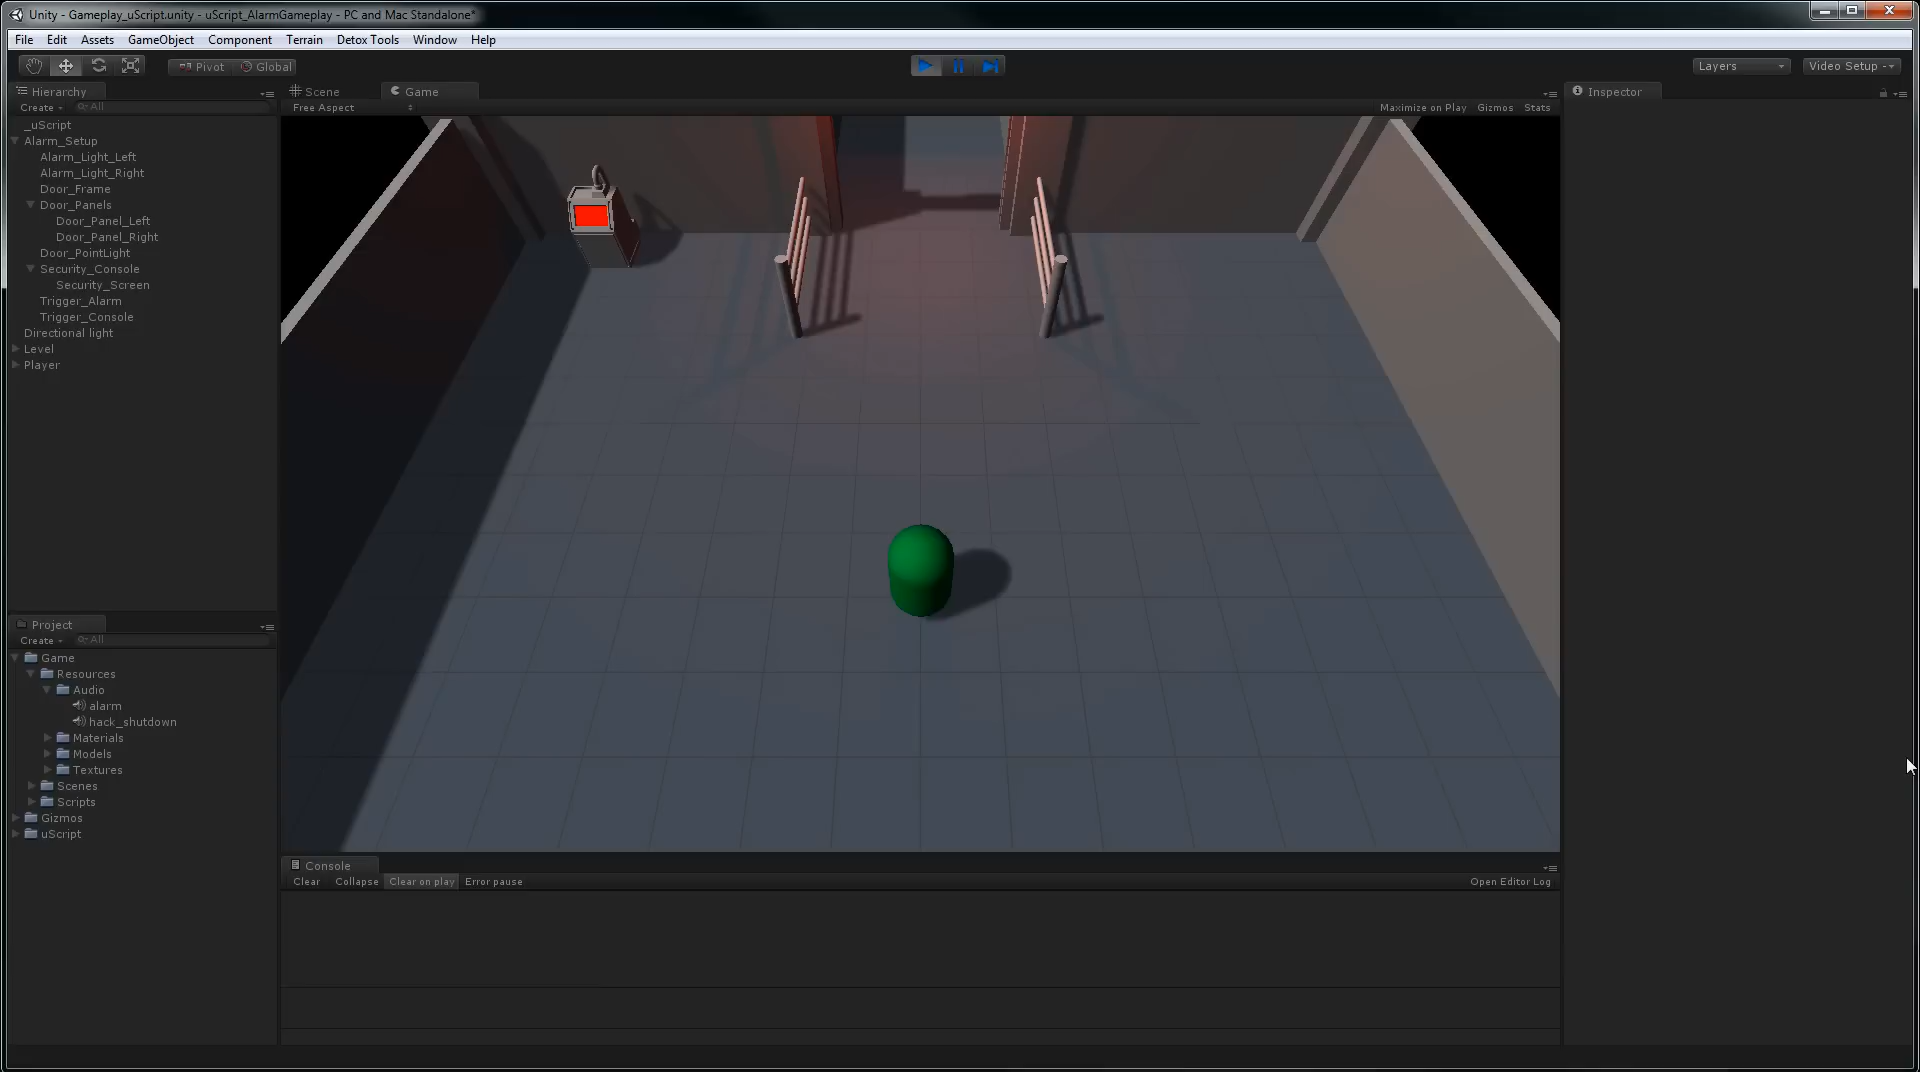 Unity - Gameplay_uScript.unity - uScript_AlarmGameplay - PC and Mac Standalone*
File Edit Assets GameObject Component Terrain Detox Tools Window Help
Pivot Global Layers Video Setup
Hierarchy Scene Game Inspector
Create All Free Aspect Maximize on Play Gizmos Stats
_uScript
Alarm_Setup
Alarm_Light_Left
Alarm_Light_Right
Door_Frame
Door_Panels
Door_Panel_Left
Door_Panel_Right
Door_PointLight
Security_Console
Security_Screen
Trigger_Alarm
Trigger_Console
Directional light
Level
Player
Project
Create All
Game
Resources
Audio
alarm
hack_shutdown
Materials
Models
Textures
Scenes
Scripts
Gizmos
uScript
Console
Clear Collapse Clear on play Error pause Open Editor Log